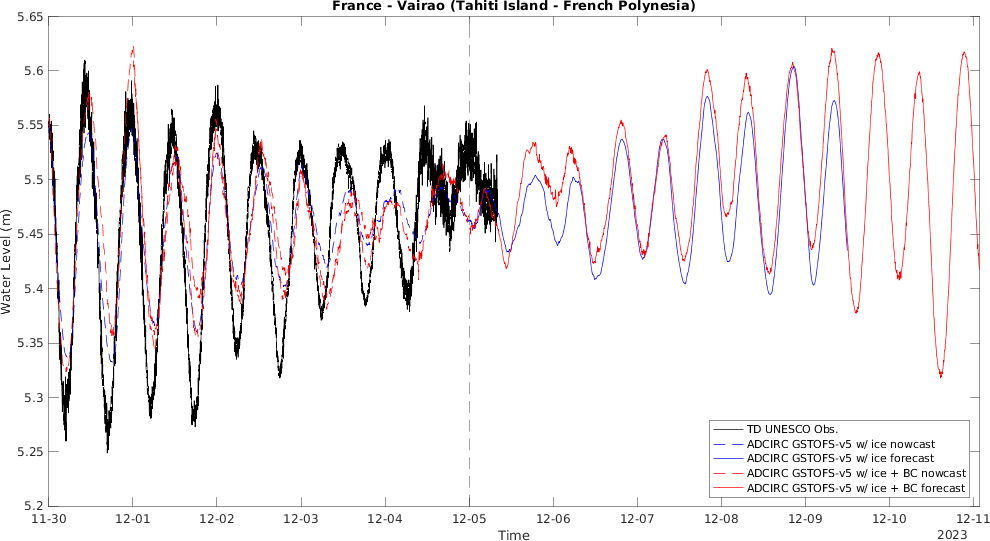 France - Vairao (Tahiti Island - French Polynesia)
5.65
5.6
5.55
5.5
5.45
5.4
5.35
5.3
5.25
5.2
Water Level (m)
TD UNESCO Obs.
ADCIRC GSTOFS-v5 w/ ice nowcast
ADCIRC GSTOFS-v5 w/ ice forecast
ADCIRC GSTOFS-v5 w/ ice + BC nowcast
ADCIRC GSTOFS-v5 w/ ice + BC forecast
11-30 12-01 12-02 12-03 12-04 12-05 12-06 12-07 12-08 12-09 12-10 12-11
Time
2023